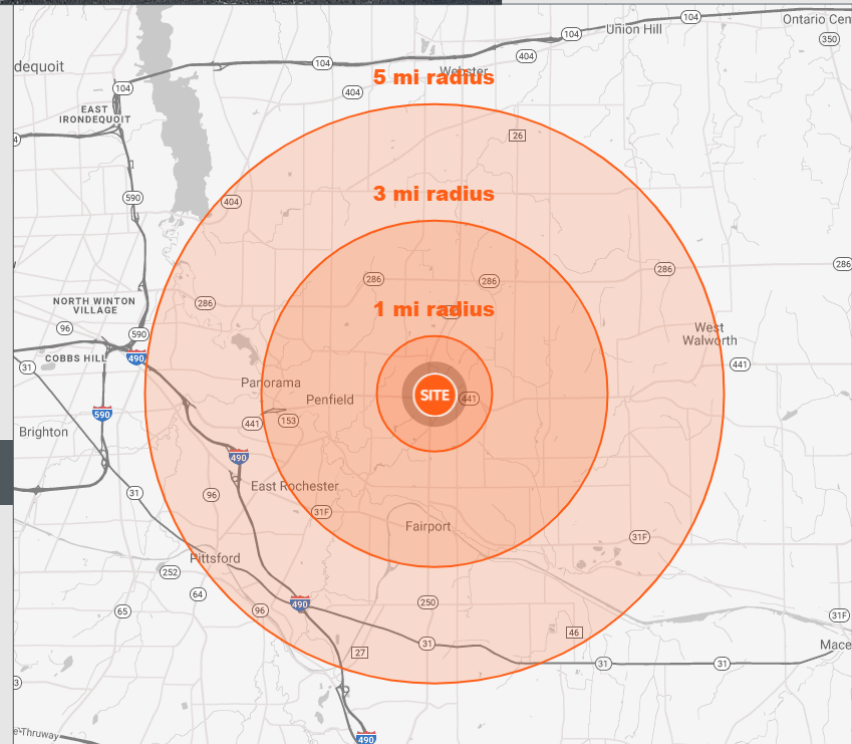 104
Union Hill
104
Ontario Cen
350
dequoit
104
404
Webster
5 mi radius
104
404
EAST
IRONDEQUOIT
26
4
590
404
3 mi radius
286
286
286
286
286
1 mi radius
NORTH WINTON
VILLAGE
96
590
West
Walworth
COBBS HILL
490
441
31
Panorama
Penfield
SITE
441
590
441
153
Brighton
490
East Rochester
31
96
31F
Fairport
31F
Pittsford
252
64
490
250
65
96
31F
46
31
Mace
27
31
31
3
e Thruway
490